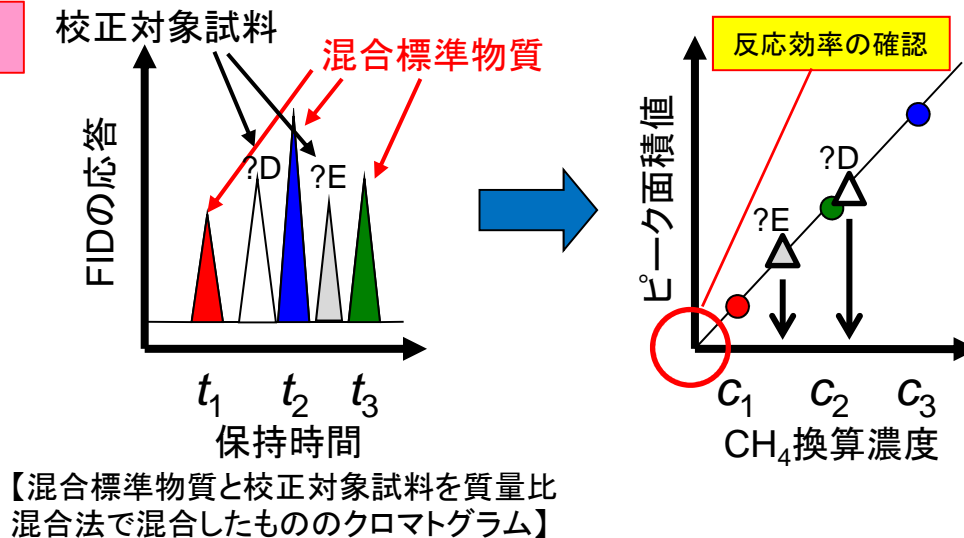 校正対象試料
混合標準物質
FIDの応答
?D
?E
t1
t2
t3
保持時間
【混合標準物質と校正対象試料を質量比
混合法で混合したもののクロマトグラム】
反応効率の確認
ピーク面積値
?D
?E
c1
c2
c3
CH4換算濃度